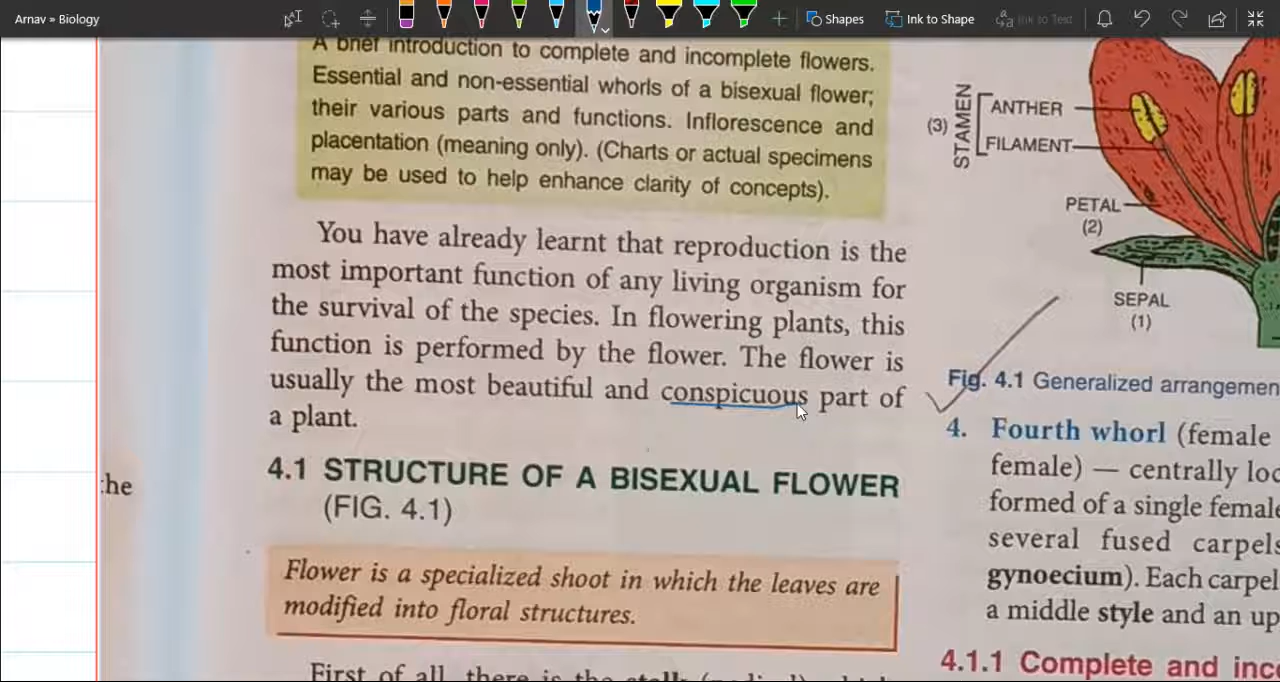 Arnav » Biology
Shapes
Ink to Shape
Ink to Text
A brief introduction to complete and incomplete flowers.
Essential and non-essential whorls of a bisexual flower;
their various parts and functions. Inflorescence and
placentation (meaning only). (Charts or actual specimens
may be used to help enhance clarity of concepts).
You have already learnt that reproduction is the
most important function of any living organism for
the survival of the species. In flowering plants, this
function is performed by the flower. The flower is
usually the most beautiful and conspicuous part of
a plant.
4.1 STRUCTURE OF A BISEXUAL FLOWER
(FIG. 4.1)
Flower is a specialized shoot in which the leaves are
modified into floral structures.
First of all, there is the stalk
the
(3)
STAMEN
ANTHER
FILAMENT
PETAL
(2)
SEPAL
(1)
Fig. 4.1 Generalized arrangemen
4. Fourth whorl (female
female) — centrally loc
formed of a single female
several fused carpels
gynoecium). Each carpel
a middle style and an up
4.1.1 Complete and inc